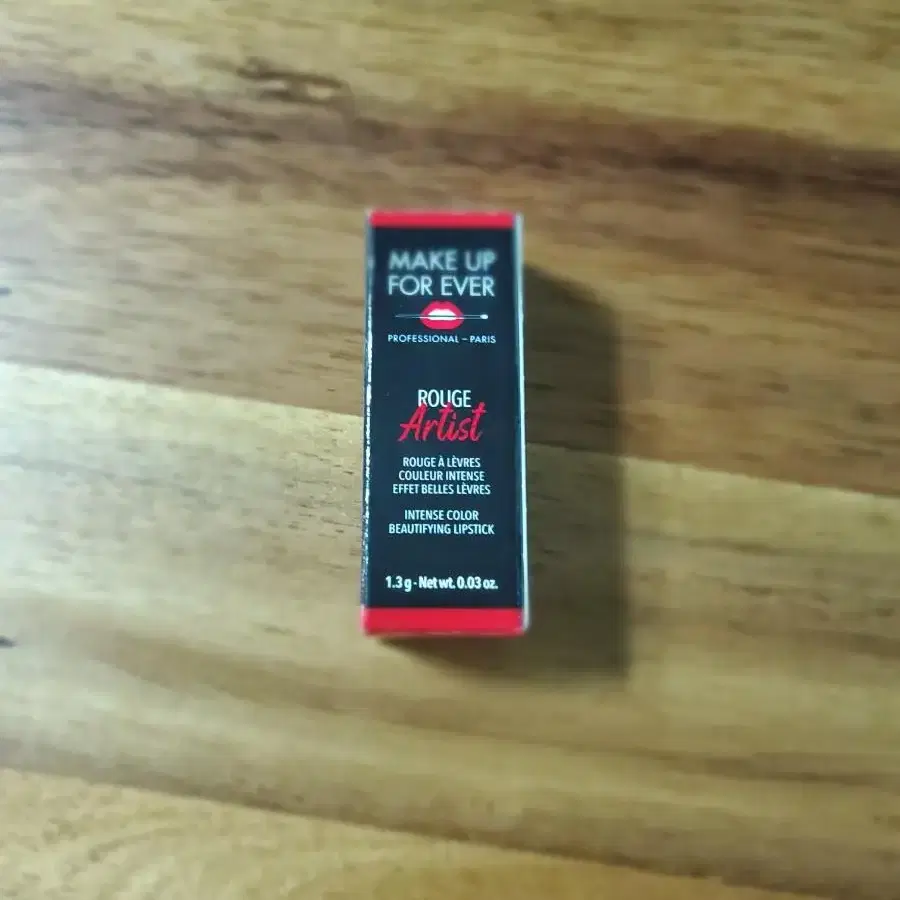 MAKE UP
FOR EVER
PROFESSIONAL – PARIS
ROUGE
Artist
ROUGE À LÈVRES
COULEUR INTENSE
EFFET BELLES LÈVRES
INTENSE COLOR
BEAUTIFYING LIPSTICK
1.3 g - Net wt. 0.03 oz.